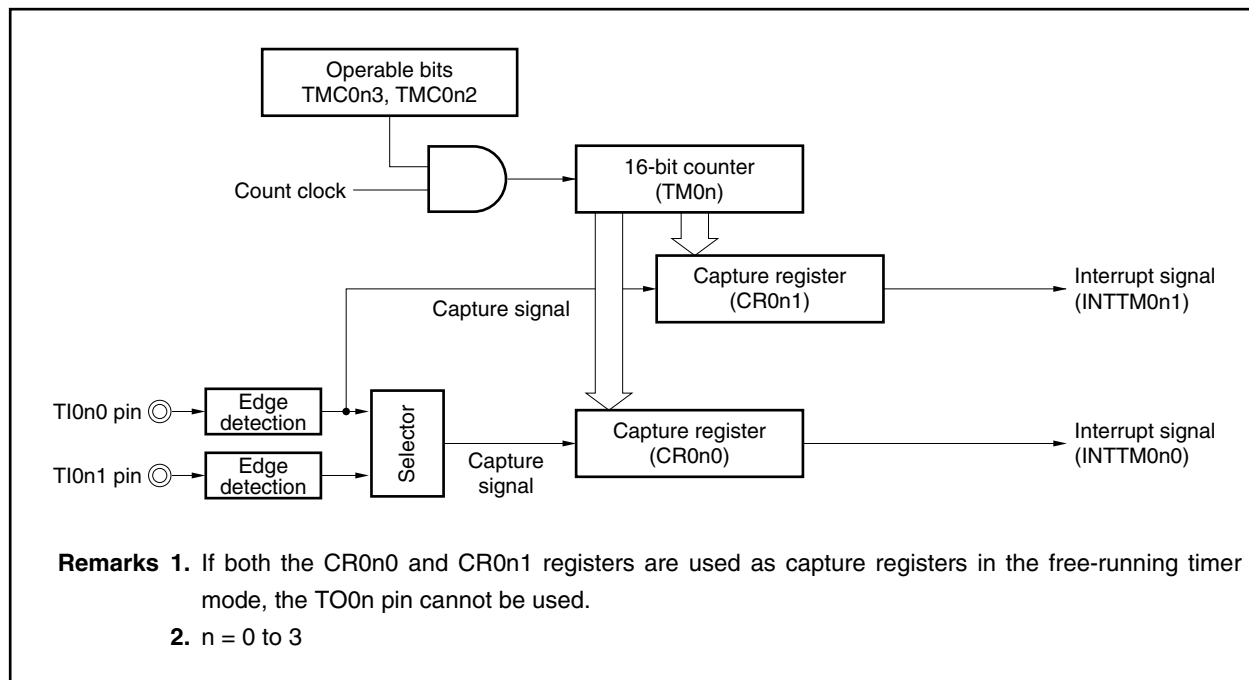 Operable bits
TMC0n3, TMC0n2
Count clock
16-bit counter
(TM0n)
Capture register
(CR0n1)
Interrupt signal
(INTTM0n1)
Capture signal
TI0n0 pin
Edge
detection
Selector
Capture
signal
Capture register
(CR0n0)
Interrupt signal
(INTTM0n0)
TI0n1 pin
Edge
detection
Remarks 1. If both the CR0n0 and CR0n1 registers are used as capture registers in the free-running timer
mode, the TO0n pin cannot be used.
2. n = 0 to 3